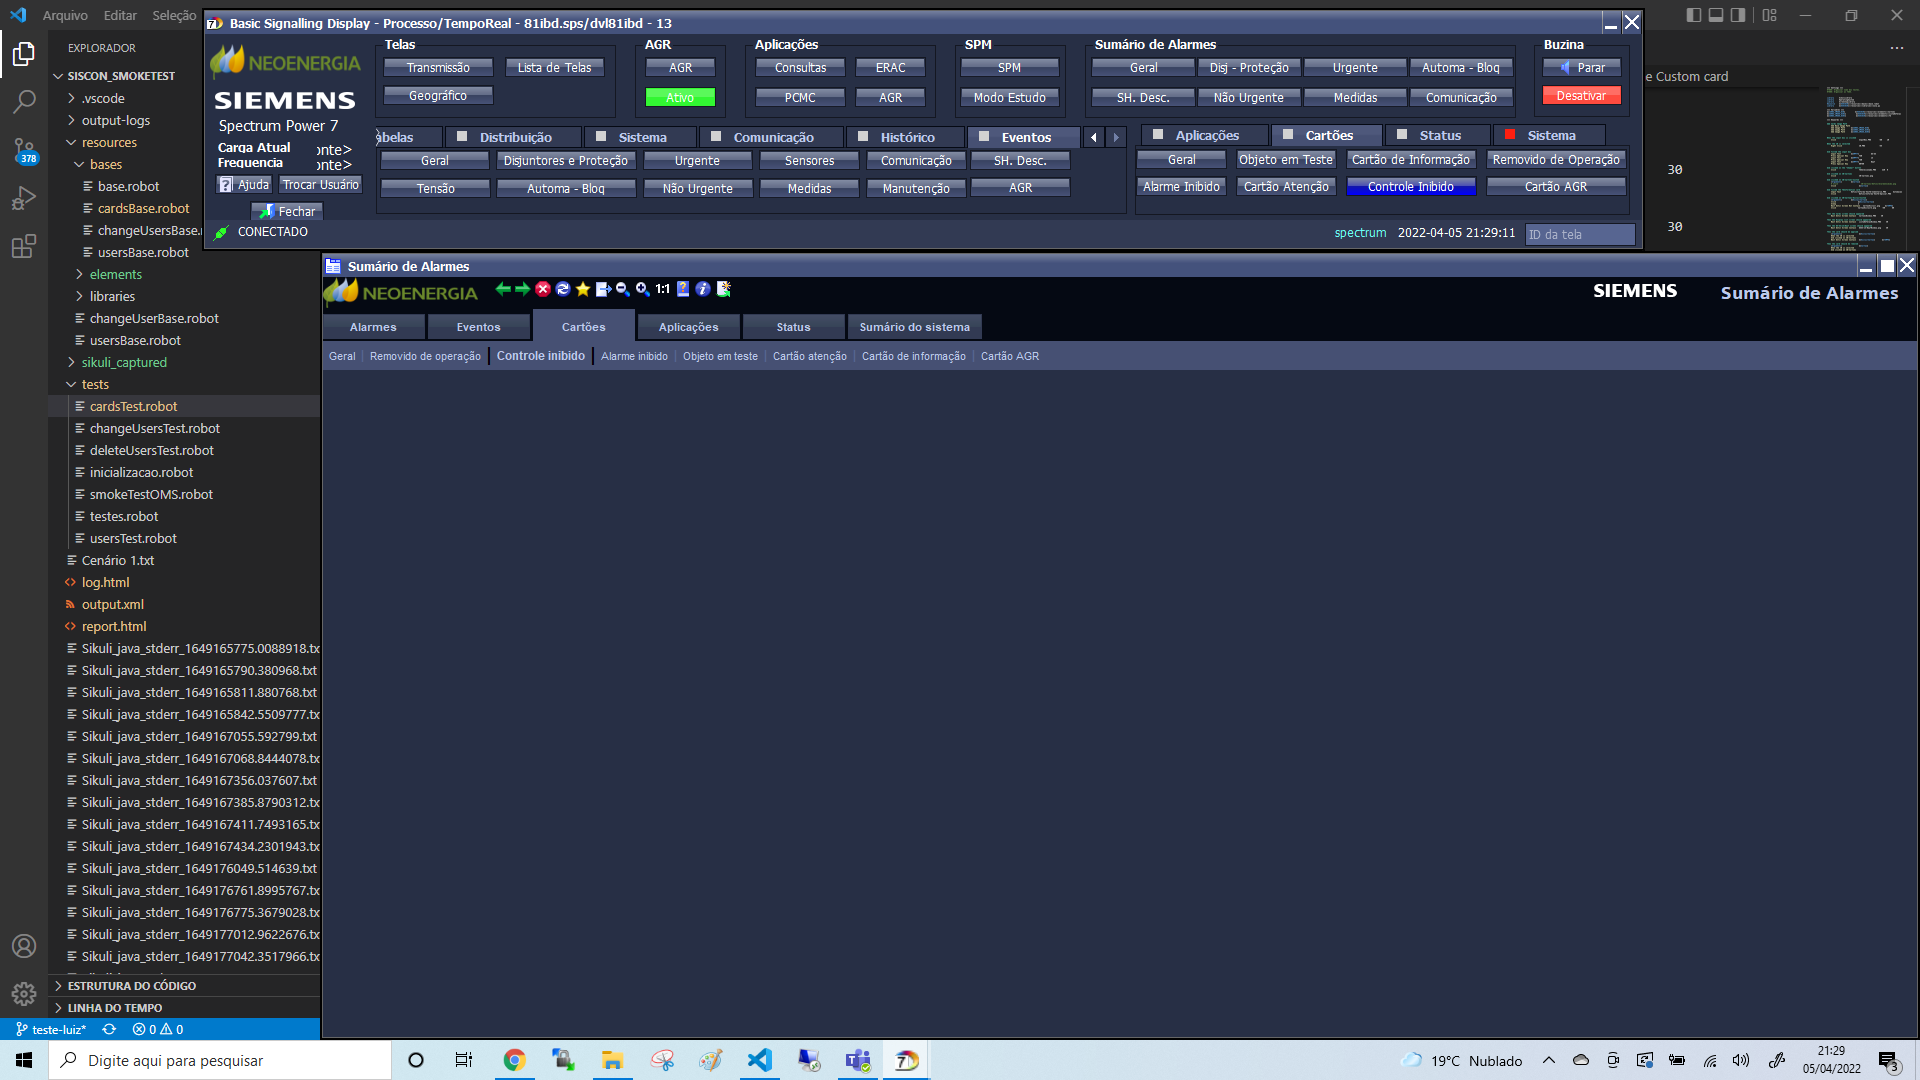 Arquivo Editar Seleção
Basic Signalling Display - Processo/TempoReal - 81ibd.sps/dvl81ibd - 13
EXPLORADOR
SISCON_SMOKETEST
.vscode
output-logs
resources
bases
base.robot
cardsBase.robot
changeUsersBase.
usersBase.robot
elements
libraries
changeUserBase.robot
usersBase.robot
sikuli_captured
tests
cardsTest.robot
changeUsersTest.robot
deleteUsersTest.robot
inicializacao.robot
smokeTestOMS.robot
testes.robot
usersTest.robot
Cenário 1.txt
log.html
output.xml
report.html
Sikuli_java_stderr_1649165775.0088918.tx
Sikuli_java_stderr_1649165790.380968.txt
Sikuli_java_stderr_1649165811.880768.txt
Sikuli_java_stderr_1649165842.5509777.tx
Sikuli_java_stderr_1649167055.592799.txt
Sikuli_java_stderr_1649167068.8444078.tx
Sikuli_java_stderr_1649167356.037607.txt
Sikuli_java_stderr_1649167385.8790312.tx
Sikuli_java_stderr_1649167411.7493165.tx
Sikuli_java_stderr_1649167434.2301943.tx
Sikuli_java_stderr_1649176049.514639.txt
Sikuli_java_stderr_1649176761.8995767.tx
Sikuli_java_stderr_1649176775.3679028.tx
Sikuli_java_stderr_1649177012.9622676.tx
Sikuli_java_stderr_1649177042.3517966.tx
ESTRUTURA DO CÓDIGO
LINHA DO TEMPO
378
teste-luiz* 0 0
NEOENERGIA
SIEMENS
Spectrum Power 7
Carga Atual onte>
Frequencia onte>
Ajuda Trocar Usuário
Fechar
CONECTADO
Telas
Transmissão Lista de Telas
Geográfico
AGR
AGR
Ativo
Aplicações
Consultas ERAC
PCMC AGR
SPM
SPM
Modo Estudo
Sumário de Alarmes
Geral Disj - Proteção Urgente Automa - Bloq
SH. Desc. Não Urgente Medidas Comunicação
Buzina
Parar
Desativar
belas Distribuição Sistema Comunicação Histórico Eventos
Geral Disjuntores e Proteção Urgente Sensores Comunicação SH. Desc.
Tensão Automa - Bloq Não Urgente Medidas Manutenção AGR
Aplicações Cartões Status Sistema
Geral Objeto em Teste Cartão de Informação Removido de Operação
Alarme Inibido Cartão Atenção Controle Inibido Cartão AGR
spectrum 2022-04-05 21:29:11 ID da tela
e Custom card
30
30
Sumário de Alarmes
NEOENERGIA 1:1 SIEMENS Sumário de Alarmes
Alarmes Eventos Cartões Aplicações Status Sumário do sistema
Geral Removido de operação Controle inibido Alarme inibido Objeto em teste Cartão atenção Cartão de informação Cartão AGR
Digite aqui para pesquisar
19°C Nublado
21:29
05/04/2022
3